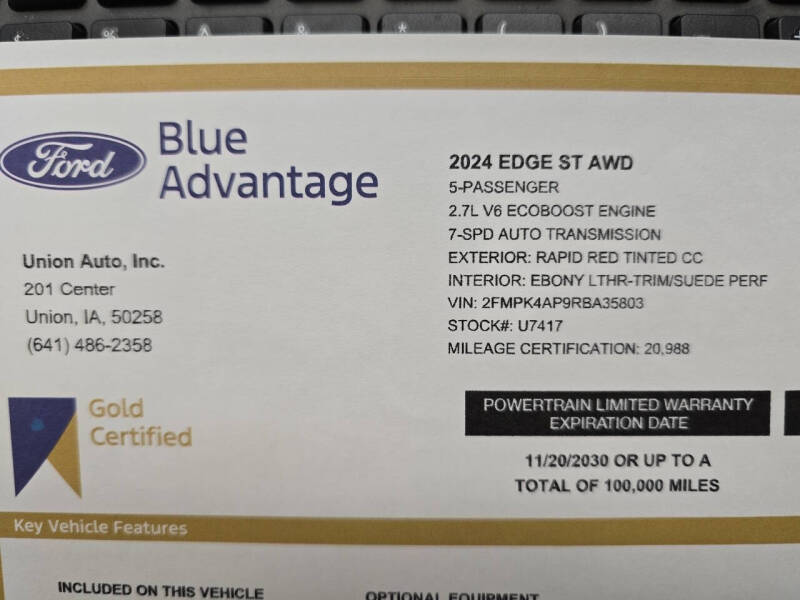 Ford
Blue
Advantage
Union Auto, Inc.
201 Center
Union, IA, 50258
(641) 486-2358
Gold
Certified
2024 EDGE ST AWD
5-PASSENGER
2.7L V6 ECOBOOST ENGINE
7-SPD AUTO TRANSMISSION
EXTERIOR: RAPID RED TINTED CC
INTERIOR: EBONY LTHR-TRIM/SUEDE PERF
VIN: 2FMPK4AP9RBA35803
STOCK#: U7417
MILEAGE CERTIFICATION: 20,988
POWERTRAIN LIMITED WARRANTY
EXPIRATION DATE
11/20/2030 OR UP TO A
TOTAL OF 100,000 MILES
Key Vehicle Features
INCLUDED ON THIS VEHICLE
OPTIONAL EQUIPMENT